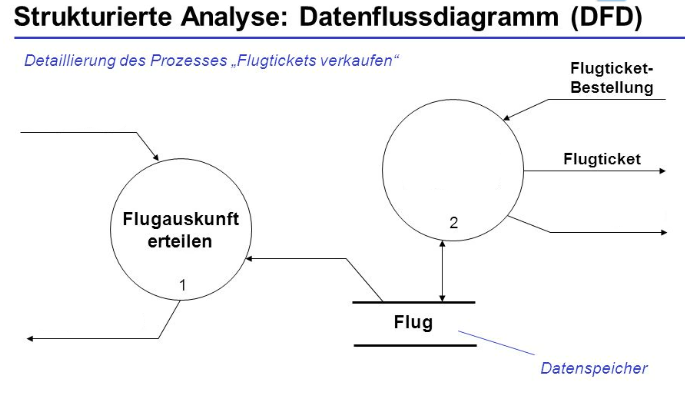 Strukturierte Analyse: Datenflussdiagramm (DFD)
Detaillierung des Prozesses „Flugtickets verkaufen“
Flugticket-
Bestellung
Flugticket
Flugauskunft
erteilen
1
2
Flug
Datenspeicher